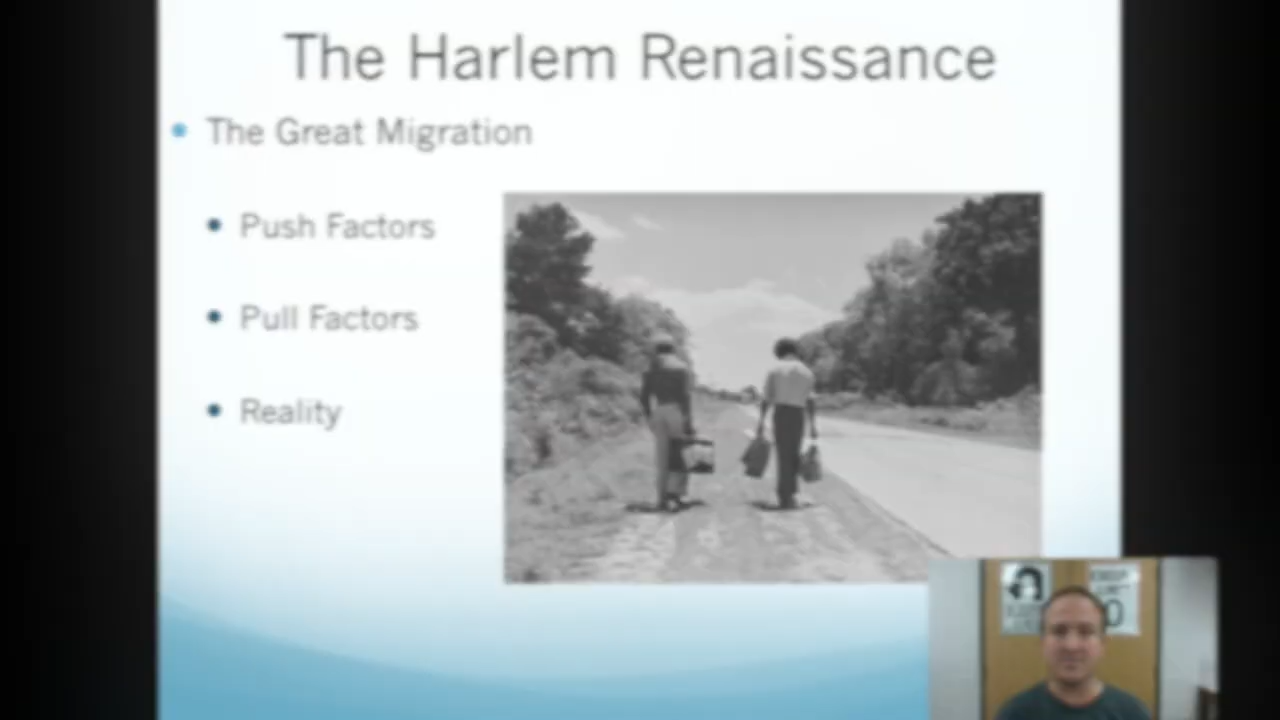 The Harlem Renaissance
The Great Migration
Push Factors
Pull Factors
Reality